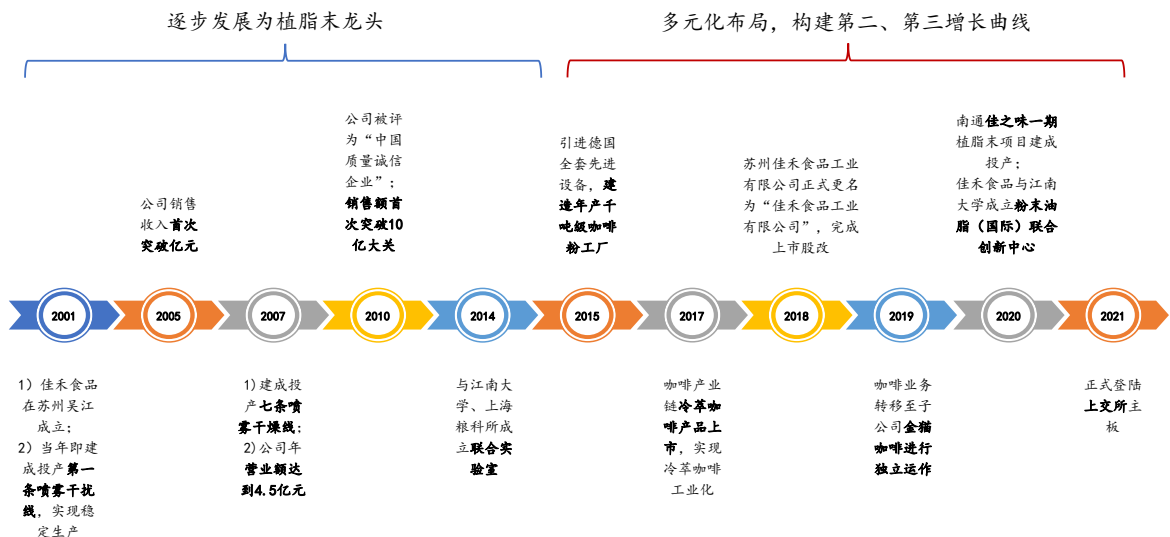 逐步发展为植脂末龙头
多元化布局，构建第二、第三增长曲线
公司销售
收入首次
突破亿元
公司被评
为“中国
质量诚信
企业”；
销售额首
次突破10
亿大关
引进德国
全套先进
设备，建
造年产千
吨级咖啡
粉工厂
苏州佳禾食品工业
有限公司正式更名
为“佳禾食品工业
有限公司”，完成
上市股改
南通佳之味一期
植脂末项目建成
投产；
佳禾食品与江南
大学成立粉末油
脂（国际）联合
创新中心
2001
2005
2007
2010
2014
2015
2017
2018
2019
2020
2021
1）佳禾食品
在苏州吴江
成立；
2）当年即建
成投产第一
条喷雾干扰
线，实现稳
定生产
1)建成投
产七条喷
雾干燥线；
2)公司年
营业额达
到4.5亿元
与江南大
学、上海
粮科所成
立联合实
验室
咖啡产业
链冷萃咖
啡产品上
市，实现
冷萃咖啡
工业化
咖啡业务
转移至子
公司金猫
咖啡进行
独立运作
正式登陆
上交所主
板